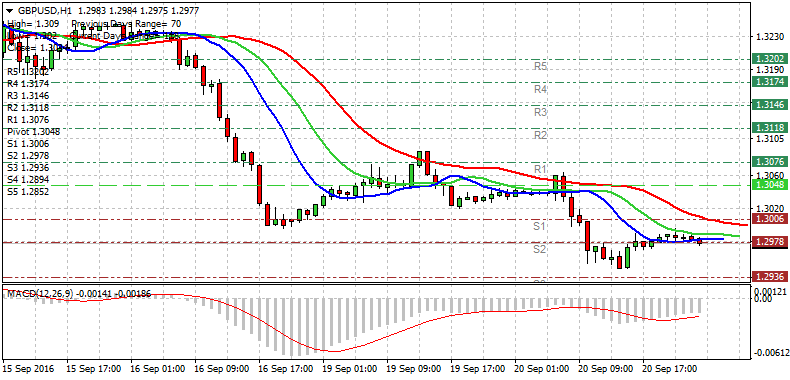 GBPUSD,H1 1.2983 1.2984 1.2975 1.2977
High= 1.309 Previous Days Range= 70
Current Days Range=
Close=
R5 1.3202
R4 1.3174
R3 1.3146
R2 1.3118
R1 1.3076
Pivot 1.3048
S1 1.3006
S2 1.2978
S3 1.2936
S4 1.2894
S5 1.2852
R5
R4
R3
R2
R1
S1
S2
1.3230
1.3202
1.3190
1.3174
1.3146
1.3118
1.3105
1.3076
1.3060
1.3048
1.3020
1.3006
1.2978
1.2936
MACD(12,26,9) -0.00141 -0.00186
0.00121
0.00
-0.00612
15 Sep 2016 15 Sep 17:00 16 Sep 01:00 16 Sep 09:00 16 Sep 17:00 19 Sep 01:00 19 Sep 09:00 19 Sep 17:00 20 Sep 01:00 20 Sep 09:00 20 Sep 17:00